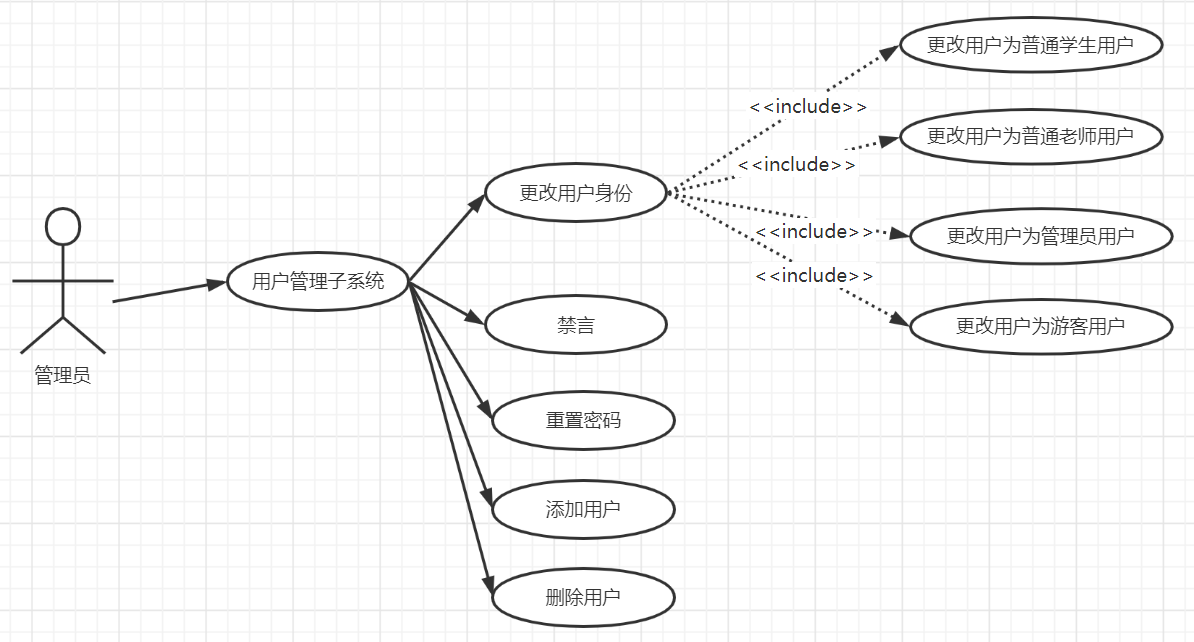 更改用户为普通学生用户
<<include>>
更改用户为普通老师用户
<<include>>
更改用户身份
<<include>>
更改用户为管理员用户
<<include>>
用户管理子系统
更改用户为游客用户
禁言
管理员
重置密码
添加用户
删除用户